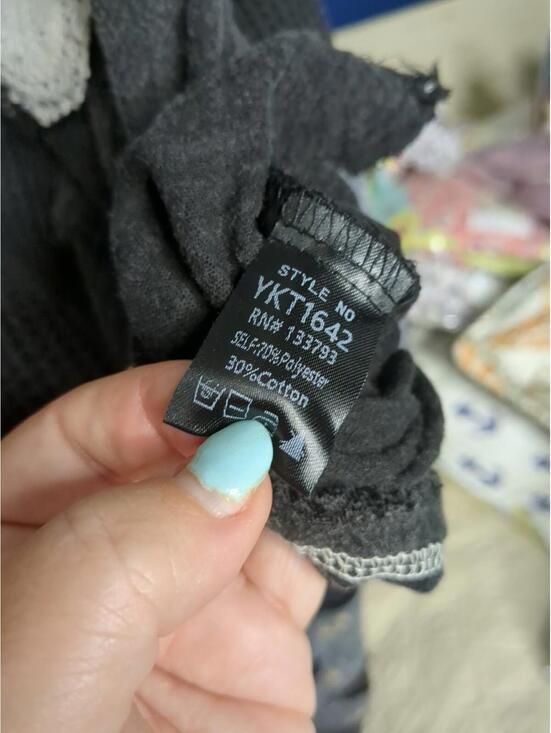 STYLE NO
YKT1642
RN# 133793
SELF:70%Polyester
30%Cotton